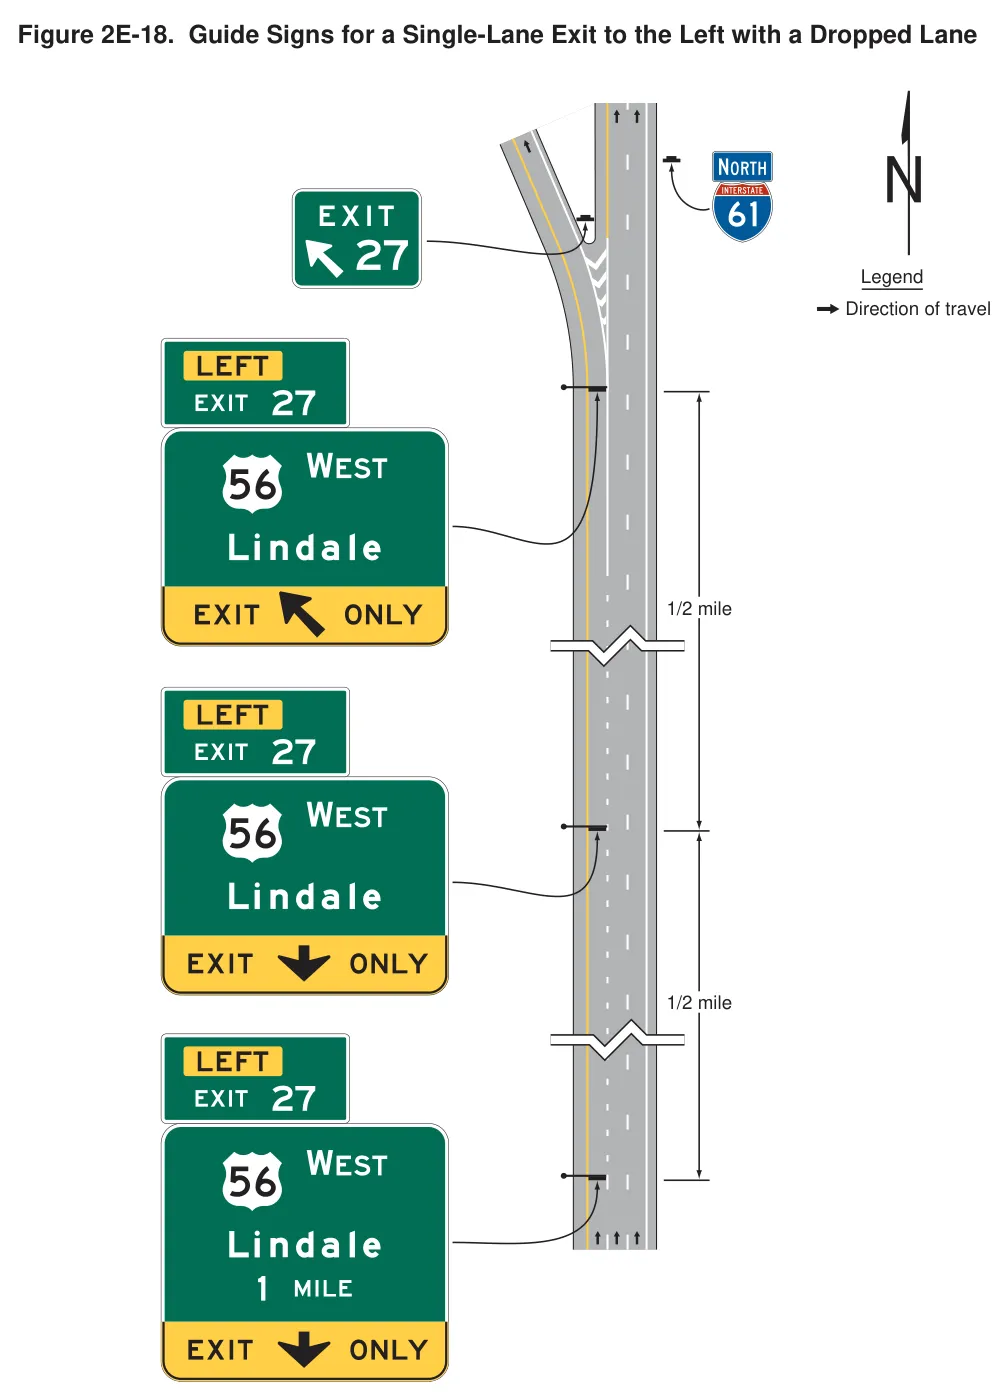 Figure 2E-18.  Guide Signs for a Single-Lane Exit to the Left with a Dropped Lane
NORTH
INTERSTATE
61
N
Legend
Direction of travel
EXIT
27
LEFT
EXIT 27
56 WEST
Lindale
EXIT ONLY
1/2 mile
LEFT
EXIT 27
56 WEST
Lindale
EXIT ONLY
1/2 mile
LEFT
EXIT 27
56 WEST
Lindale
1 MILE
EXIT ONLY